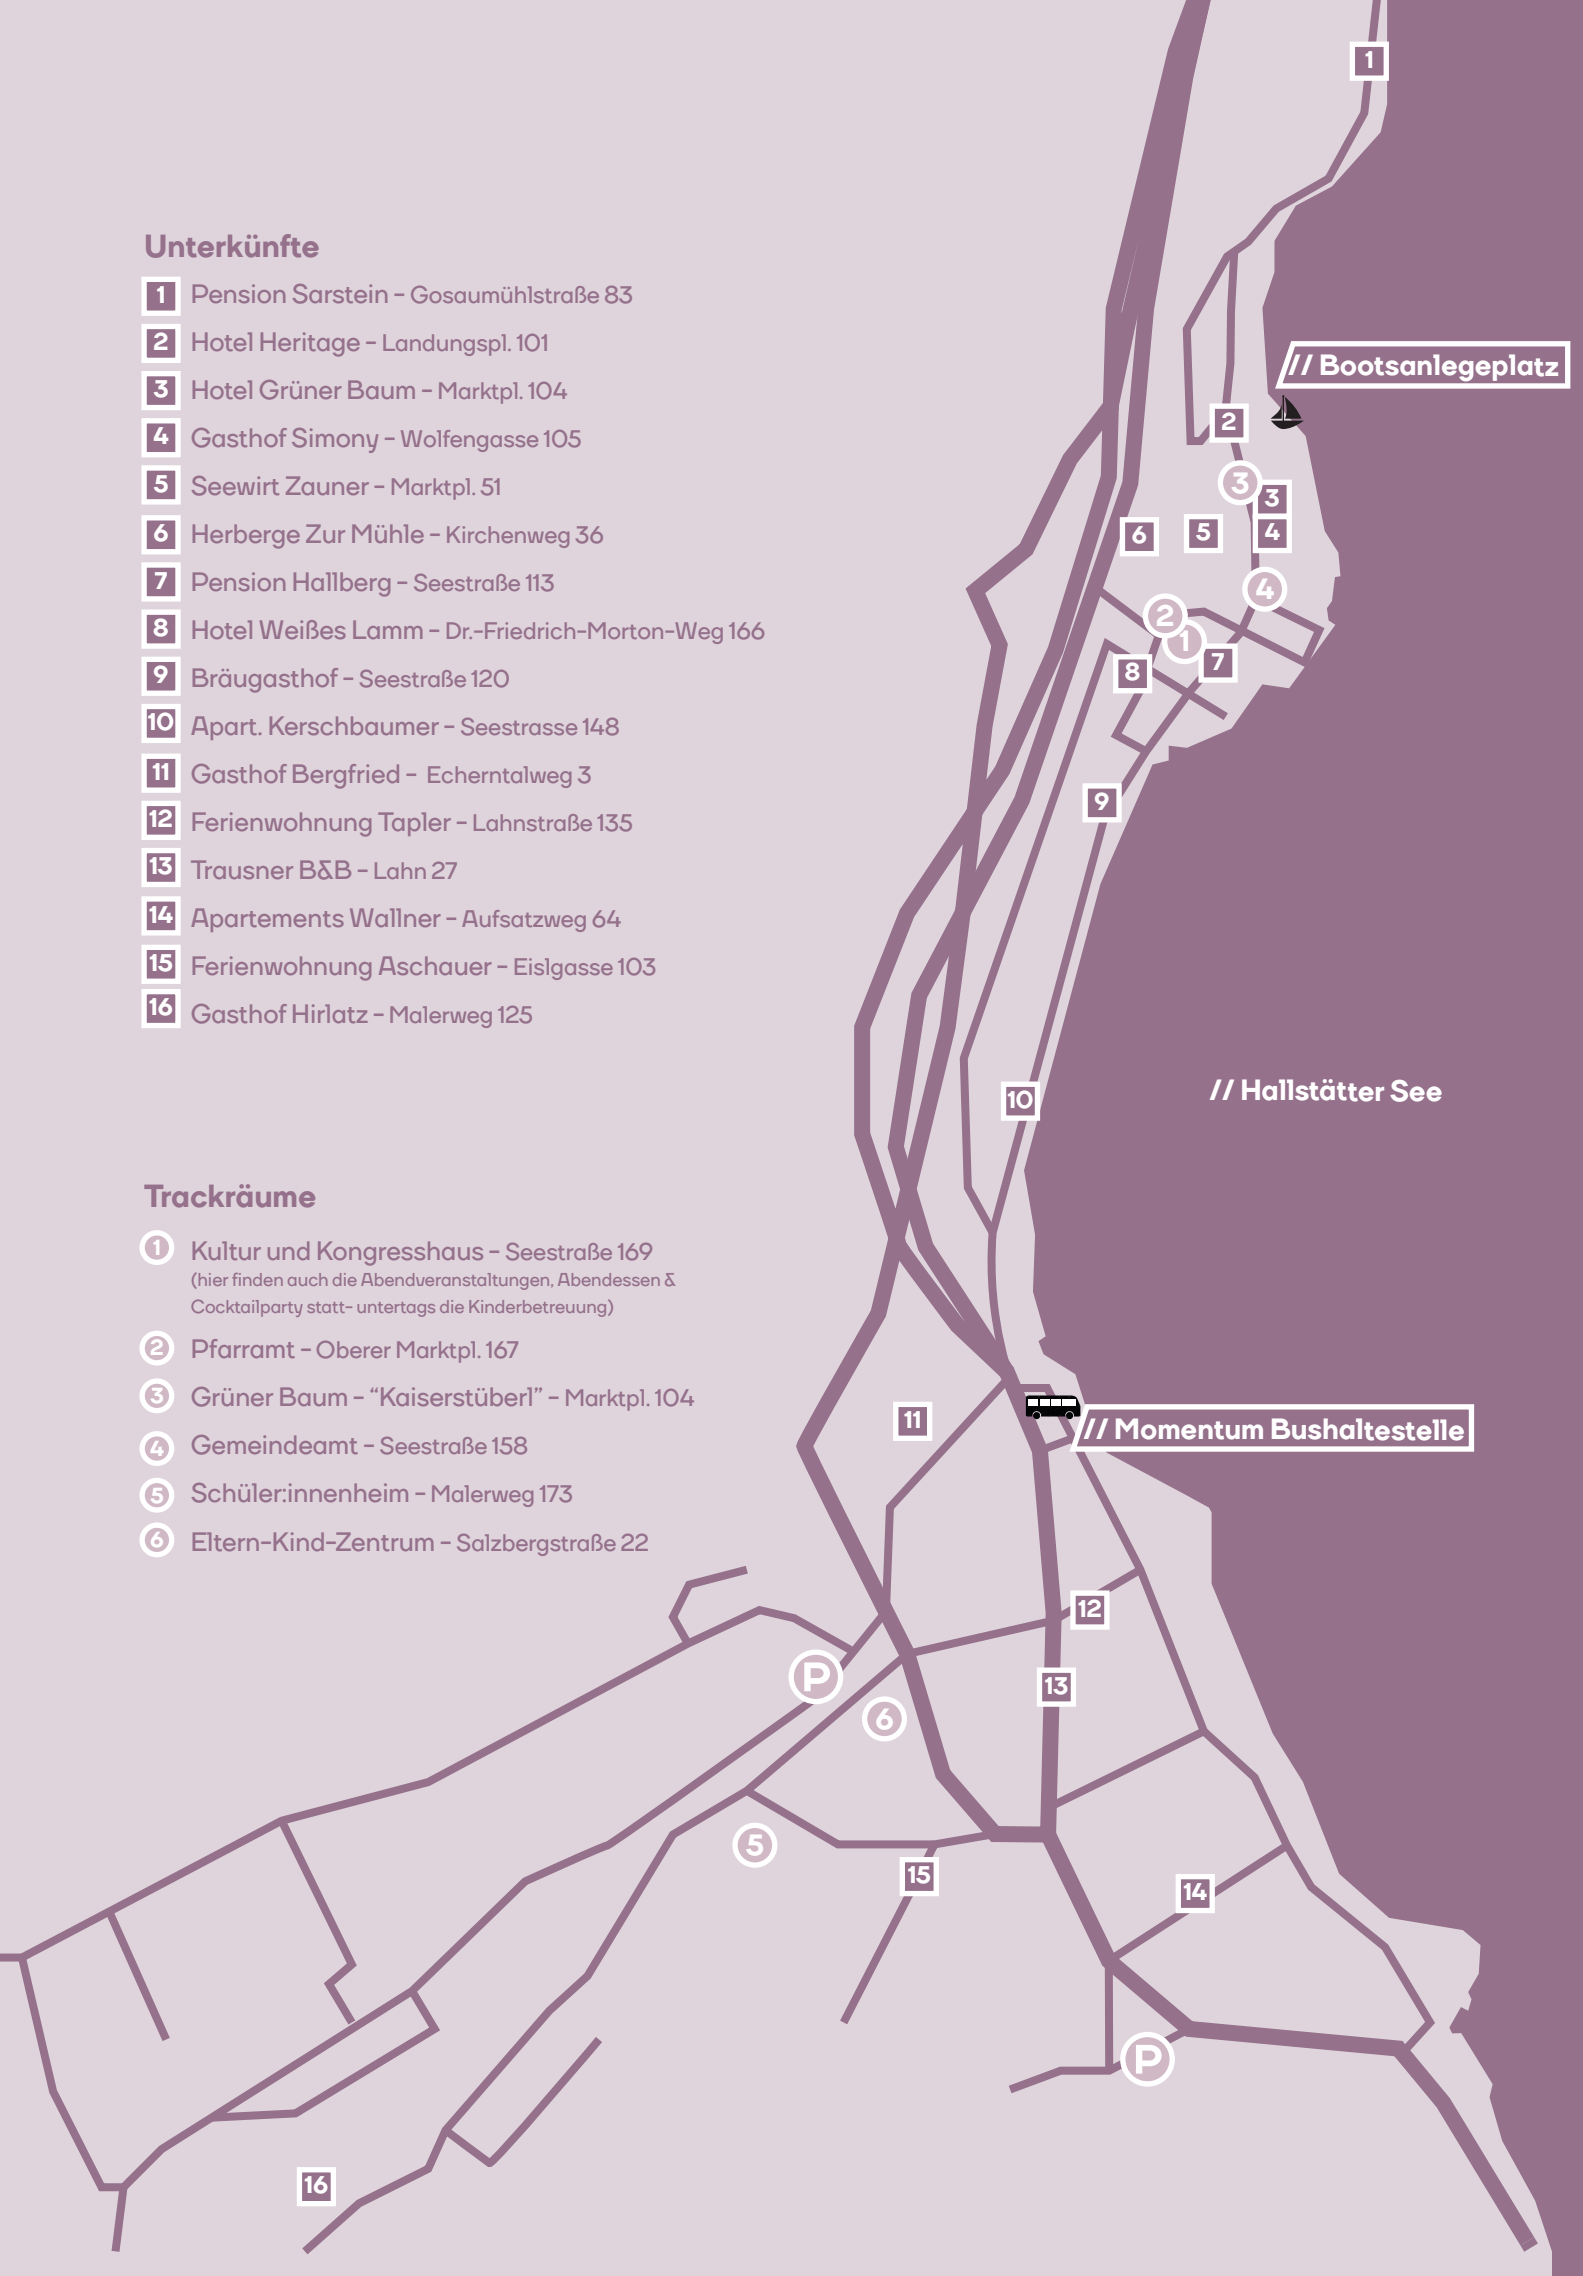 Unterkünfte
1 Pension Sarstein – Gosaumühlstraße 83
2 Hotel Heritage – Landungspl. 101
3 Hotel Grüner Baum – Marktpl. 104
4 Gasthof Simony – Wolfengasse 105
5 Seewirt Zauner – Marktpl. 51
6 Herberge Zur Mühle – Kirchenweg 36
7 Pension Hallberg – Seestraße 113
8 Hotel Weißes Lamm – Dr.-Friedrich-Morton-Weg 166
9 Bräugasthof – Seestraße 120
10 Apart. Kerschbaumer – Seestrasse 148
11 Gasthof Bergfried – Echerntalweg 3
12 Ferienwohnung Tapler – Lahnstraße 135
13 Trausner B&B – Lahn 27
14 Apartements Wallner – Aufsatzweg 64
15 Ferienwohnung Aschauer – Eislgasse 103
16 Gasthof Hirlatz – Malerweg 125
Trackräume
1 Kultur und Kongresshaus – Seestraße 169
(hier finden auch die Abendveranstaltungen, Abendessen &
Cocktailparty statt- untertags die Kinderbetreuung)
2 Pfarramt – Oberer Marktpl. 167
3 Grüner Baum – “Kaiserstüberl” – Marktpl. 104
4 Gemeindeamt – Seestraße 158
5 Schüler:innenheim – Malerweg 173
6 Eltern-Kind-Zentrum – Salzbergstraße 22
1
// Bootsanlegeplatz
2
3
3
6
5
4
4
2
1
7
8
9
// Hallstätter See
10
11
// Momentum Bushaltestelle
12
P
13
6
5
15
14
P
16